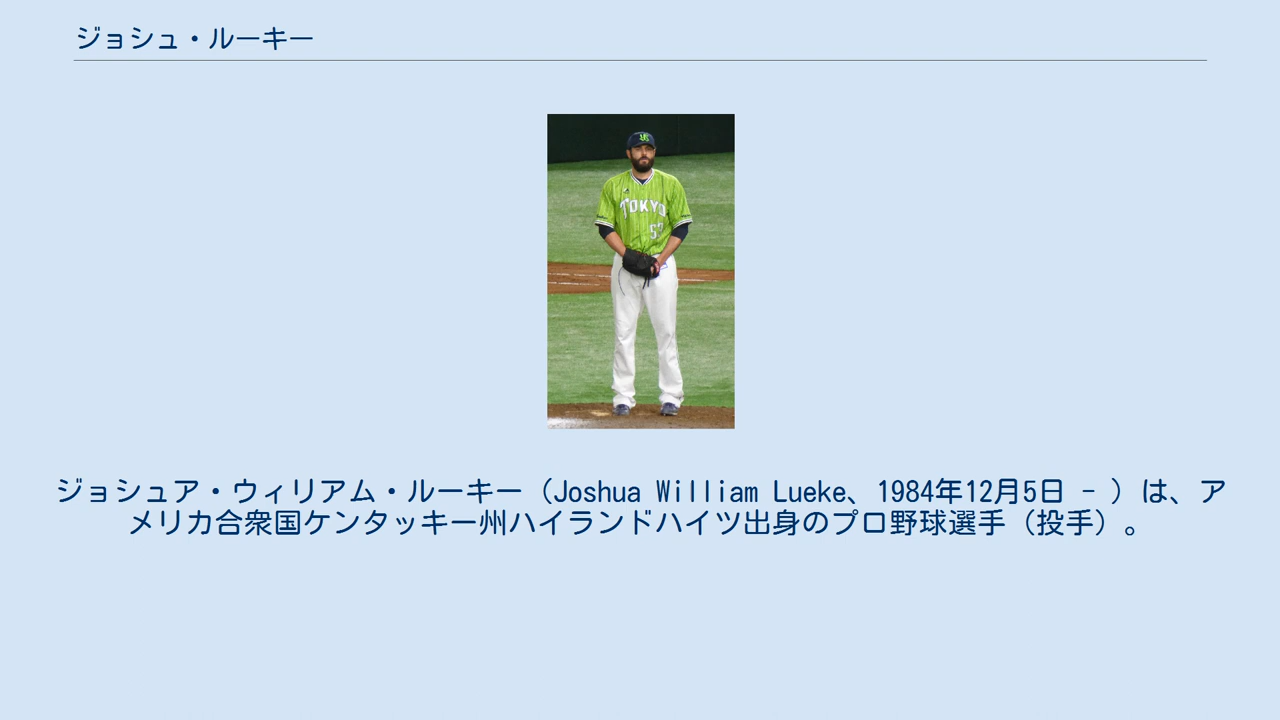 ジョシュ・ルーキー
TOKYO
ジョシュア・ウィリアム・ルーキー（Joshua William Lueke、1984年12月5日 - ）は、ア
メリカ合衆国ケンタッキー州ハイランドハイツ出身のプロ野球選手（投手）。